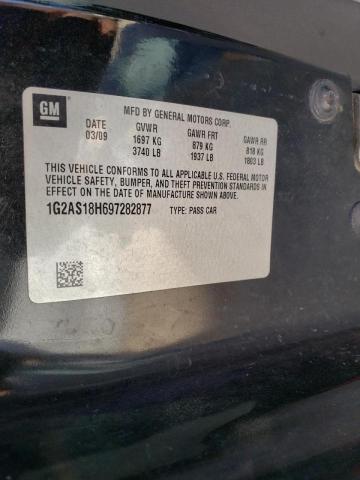 GM
MFD BY GENERAL MOTORS CORP.
DATE GVWR GAWR FRT GAWR RR
03/09 1697 KG 879 KG 818 KG
3740 LB 1937 LB 1803 LB
THIS VEHICLE CONFORMS TO ALL APPLICABLE U.S. FEDERAL MOTOR
VEHICLE SAFETY, BUMPER, AND THEFT PREVENTION STANDARDS IN
EFFECT ON THE DATE OF MANUFACTURE SHOWN ABOVE.
1G2AS18H697282877 TYPE: PASS CAR